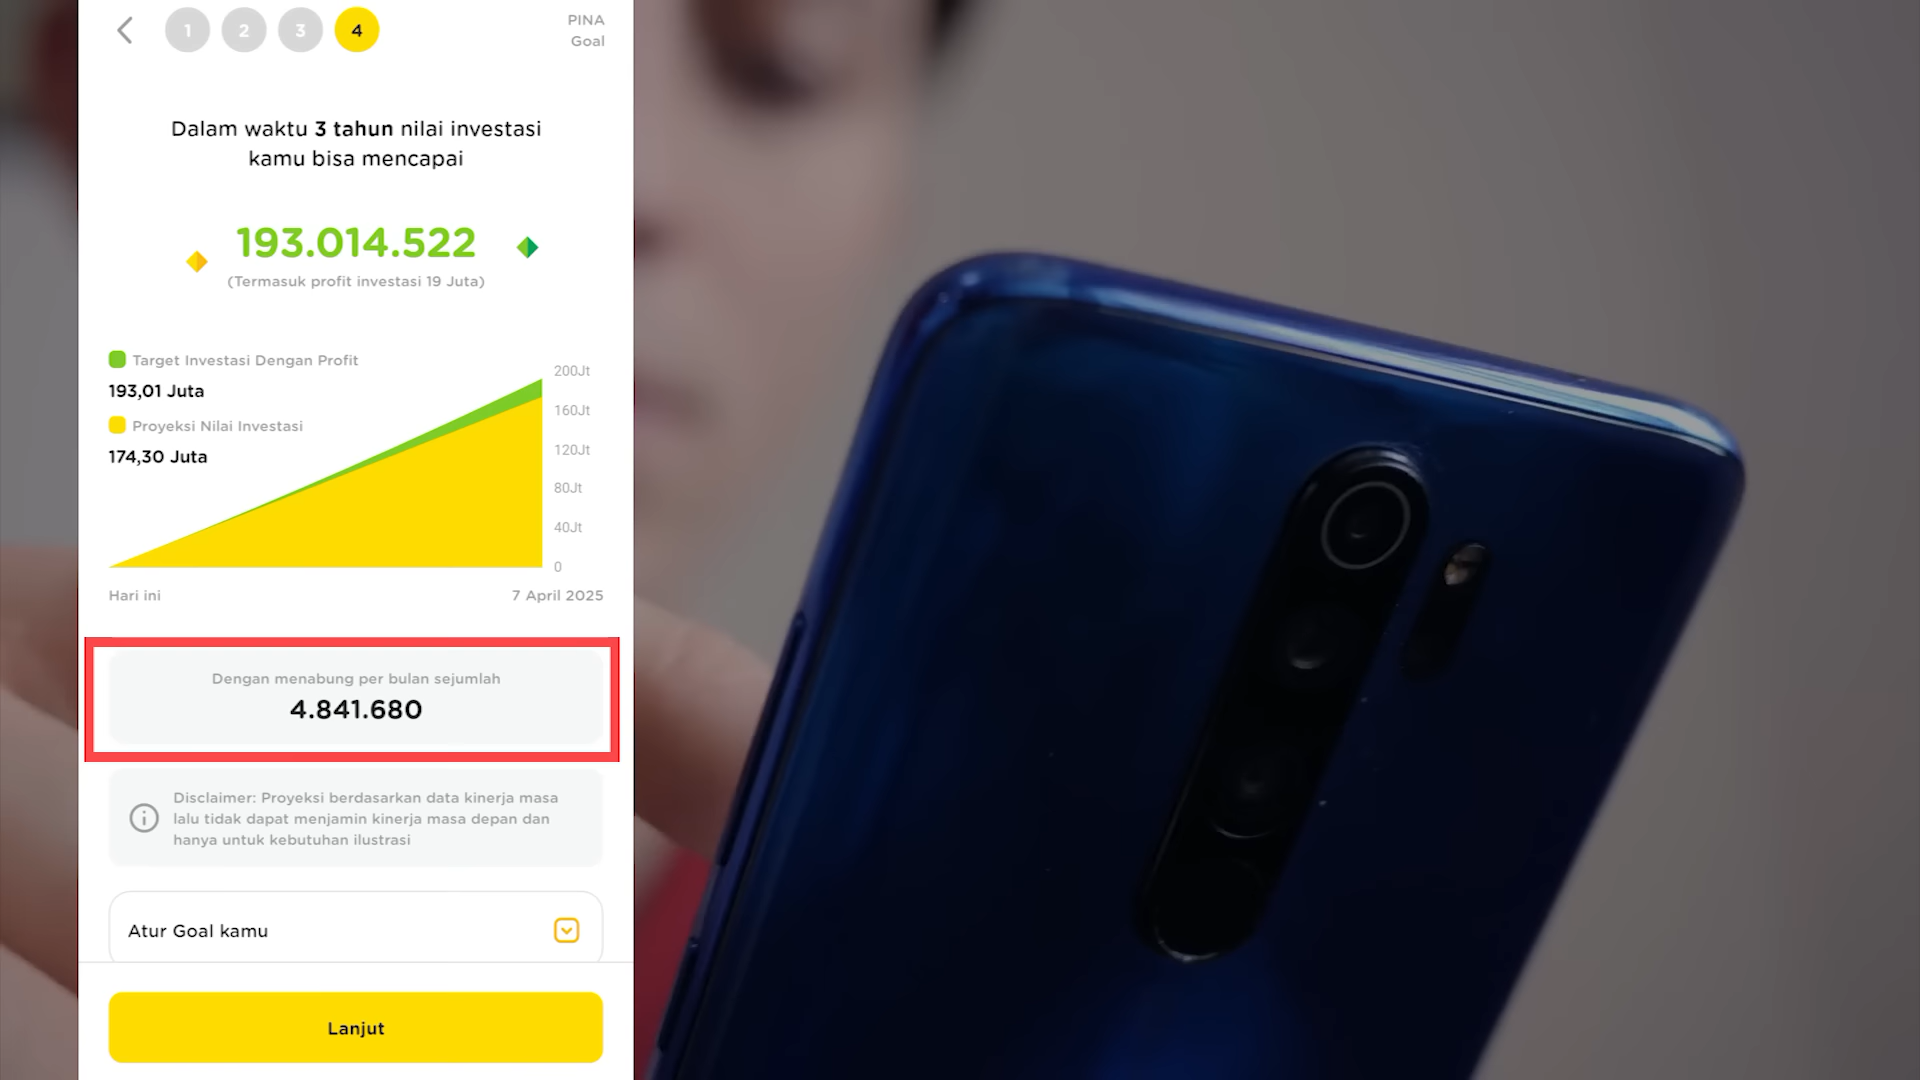 1 2 3 4
PINA
Goal
Dalam waktu 3 tahun nilai investasi
kamu bisa mencapai
193.014.522
(Termasuk profit investasi 19 Juta)
Target Investasi Dengan Profit
193,01 Juta
Proyeksi Nilai Investasi
174,30 Juta
200Jt
160Jt
120Jt
80Jt
40Jt
0
Hari ini
7 April 2025
Dengan menabung per bulan sejumlah
4.841.680
Disclaimer: Proyeksi berdasarkan data kinerja masa
lalu tidak dapat menjamin kinerja masa depan dan
hanya untuk kebutuhan ilustrasi
Atur Goal kamu
Lanjut